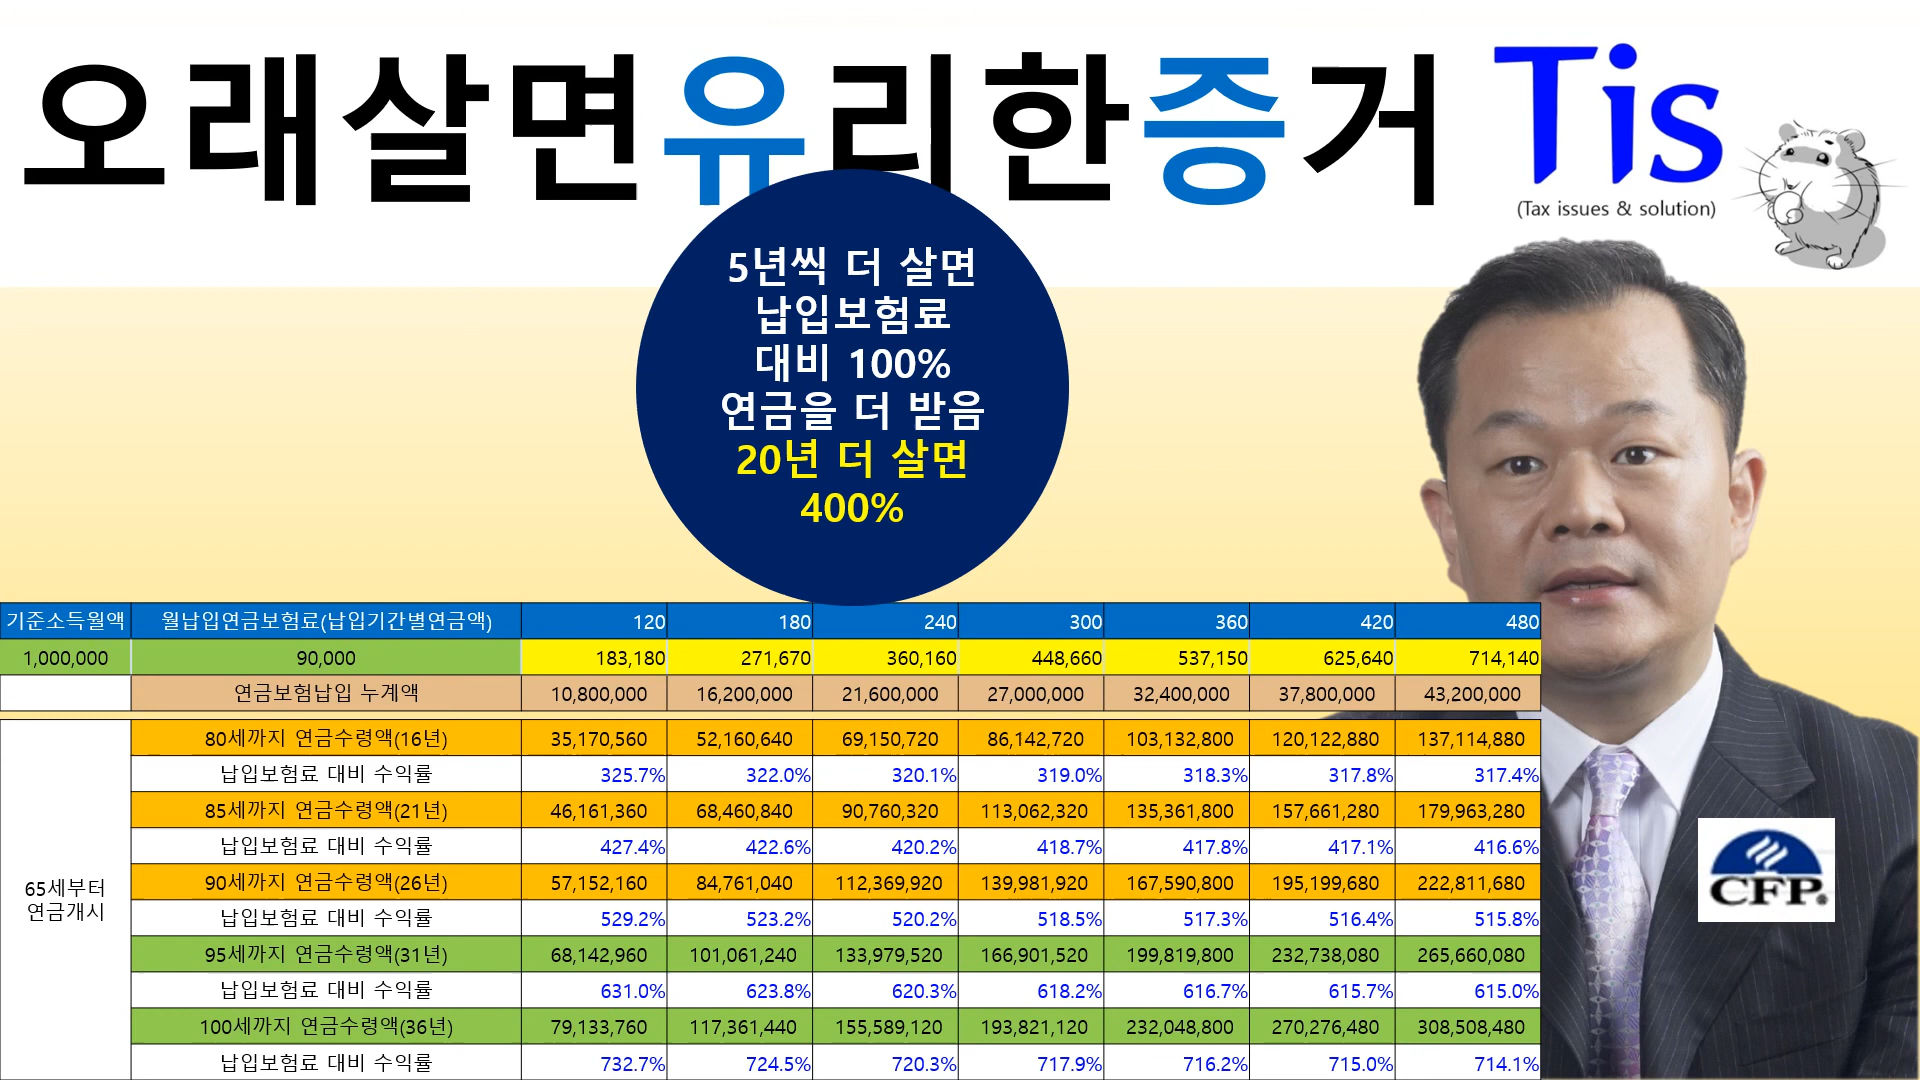 오래살면유리한증거
Tis
(Tax issues & solution)
5년씩 더 살면
납입보험료
대비 100%
연금을 더 받음
20년 더 살면
400%
기준소득월액 월납입연금보험료(납입기간별연금액) 120 180 240 300 360 420 480
1,000,000 90,000 183,180 271,670 360,160 448,660 537,150 625,640 714,140
연금보험납입 누계액 10,800,000 16,200,000 21,600,000 27,000,000 32,400,000 37,800,000 43,200,000
65세부터
연금개시
80세까지 연금수령액(16년) 35,170,560 52,160,640 69,150,720 86,142,720 103,132,800 120,122,880 137,114,880
납입보험료 대비 수익률 325.7% 322.0% 320.1% 319.0% 318.3% 317.8% 317.4%
85세까지 연금수령액(21년) 46,161,360 68,460,840 90,760,320 113,062,320 135,361,800 157,661,280 179,963,280
납입보험료 대비 수익률 427.4% 422.6% 420.2% 418.7% 417.8% 417.1% 416.6%
90세까지 연금수령액(26년) 57,152,160 84,761,040 112,369,920 139,981,920 167,590,800 195,199,680 222,811,680
납입보험료 대비 수익률 529.2% 523.2% 520.2% 518.5% 517.3% 516.4% 515.8%
95세까지 연금수령액(31년) 68,142,960 101,061,240 133,979,520 166,901,520 199,819,800 232,738,080 265,660,080
납입보험료 대비 수익률 631.0% 623.8% 620.3% 618.2% 616.7% 615.7% 615.0%
100세까지 연금수령액(36년) 79,133,760 117,361,440 155,589,120 193,821,120 232,048,800 270,276,480 308,508,480
납입보험료 대비 수익률 732.7% 724.5% 720.3% 717.9% 716.2% 715.0% 714.1%
CFP®